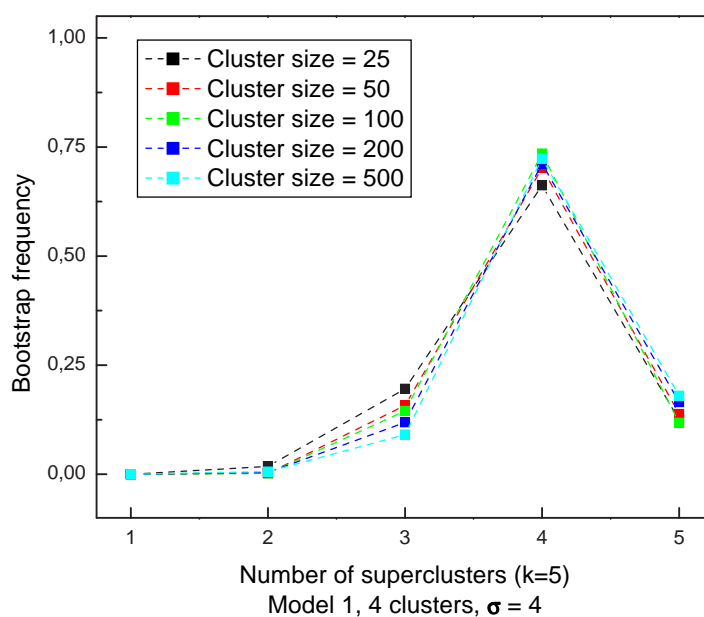 1,00
0,75
0,50
0,25
0,00
Bootstrap frequency
Cluster size = 25
Cluster size = 50
Cluster size = 100
Cluster size = 200
Cluster size = 500
1 2 3 4 5
Number of superclusters (k=5)
Model 1, 4 clusters, σ = 4